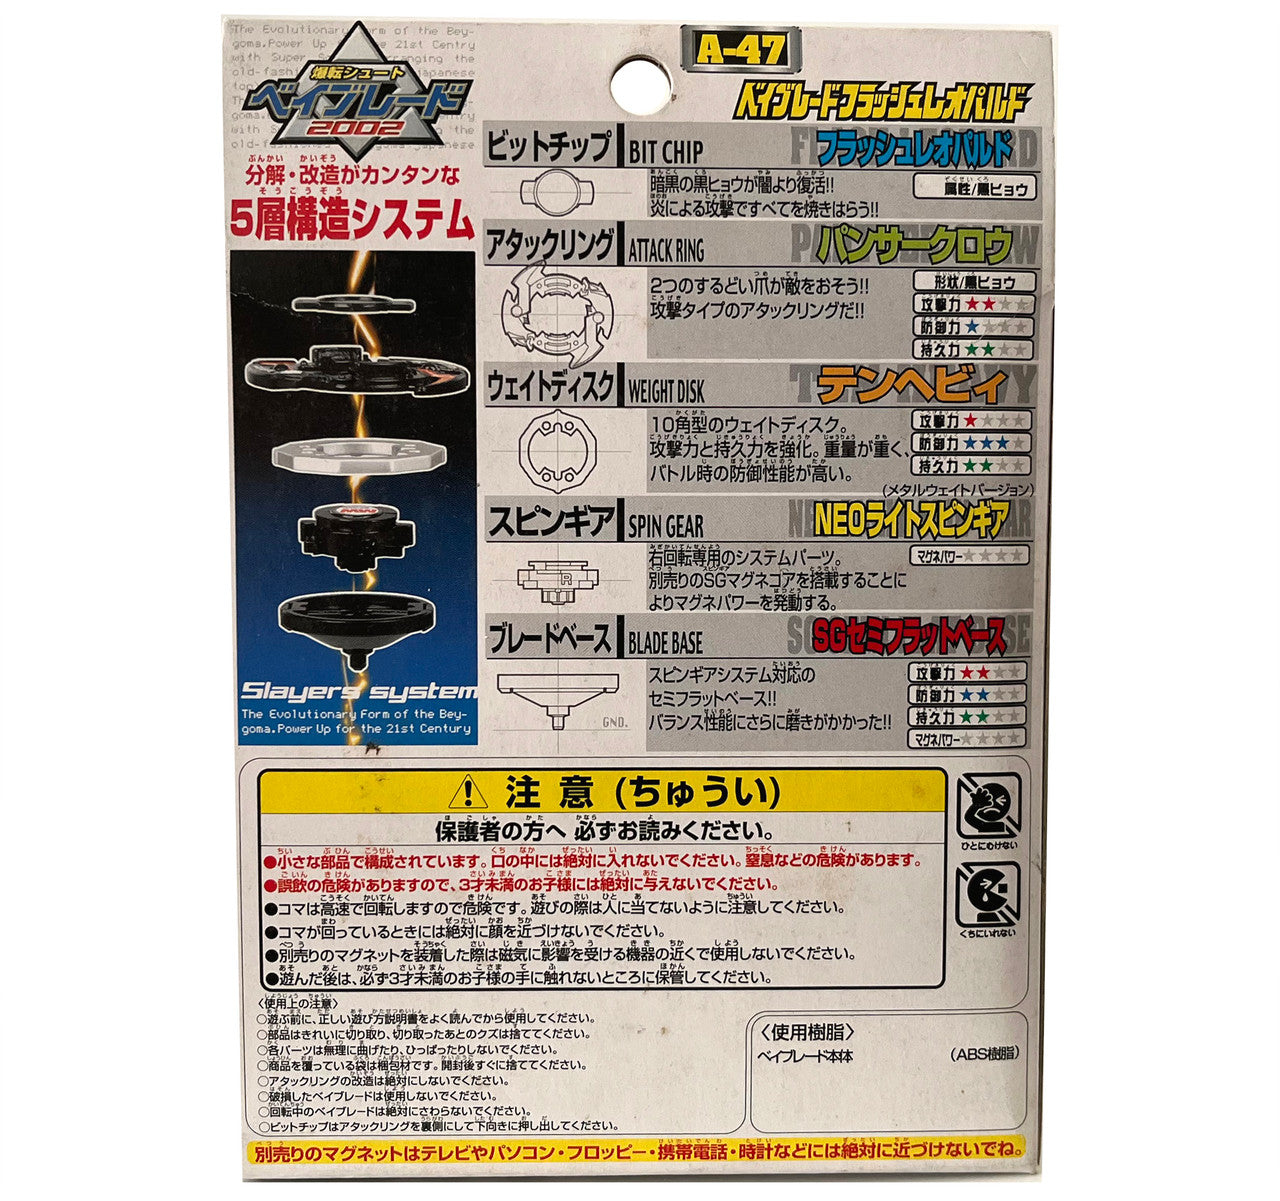 A-47
ベイブレードフラッシュレオパルド
爆転シュート
ベイブレード
2002
分解・改造がカンタンな
5層構造システム
Slayers system
The Evolutionary Form of the Bey-
goma.Power Up for the 21st Century
ビットチップ BIT CHIP フラッシュレオパルド
暗黒の黒ヒョウが闇より復活!!
炎による攻撃ですべてを焼きはらう!!
属性/黒ヒョウ
アタックリング ATTACK RING パンサークロウ
2つのするどい爪が敵をおそう!!
攻撃タイプのアタックリングだ!!
形状/黒ヒョウ
攻撃力★★★★
防御力★★★★
持久力★★★★
ウェイトディスク WEIGHT DISK テンヘビィ
10角型のウェイトディスク。
攻撃力と持久力を強化。重量が重く、
バトル時の防御性能が高い。
攻撃力★★★★
防御力★★★★
持久力★★★★
(メタルウェイトバージョン)
スピンギア SPIN GEAR NEOライトスピンギア
右回転専用のシステムパーツ。
別売りのSGマグネコアを搭載することに
よりマグネパワーを発動する。
マグネパワー★★★★
R
ブレードベース BLADE BASE SGセミフラットベース
スピンギアシステム対応の
セミフラットベース!!
バランス性能にさらに磨きがかかった!!
GND.
攻撃力★★★★
防御力★★★★
持久力★★★★
マグネパワー★★★★
注意(ちゅうい)
保護者の方へ 必ずお読みください。
●小さな部品で構成されています。口の中には絶対に入れないでください。窒息などの危険があります。
●誤飲の危険がありますので、3才未満のお子様には絶対に与えないでください。
●コマは高速で回転しますので危険です。遊びの際は人に当てないように注意してください。
●コマが回っているときには絶対に顔を近づけないでください。
●別売りのマグネットを装着した際は磁気に影響を受ける機器の近くで使用しないでください。
●遊んだ後は、必ず3才未満のお子様の手に触れないところに保管してください。
ひとにむけない
くちにいれない
〈使用上の注意〉
○遊ぶ前に、正しい遊び方説明書をよく読んでから使用してください。
○部品はきれいに切り取り、切り取ったあとのクズは捨ててください。
○各パーツは無理に曲げたり、ひっぱったりしないでください。
○商品を覆っている袋は梱包材です。開封後すぐに捨ててください。
○アタックリングの改造は絶対にしないでください。
○破損したベイブレードは使用しないでください。
○回転中のベイブレードは絶対にさわらないでください。
○ビットチップはアタックリングを裏側にして下向きに押し出してください。
〈使用樹脂〉
ベイブレード本体 (ABS樹脂)
別売りのマグネットはテレビやパソコン・フロッピー・携帯電話・時計などには絶対に近づけないでね。